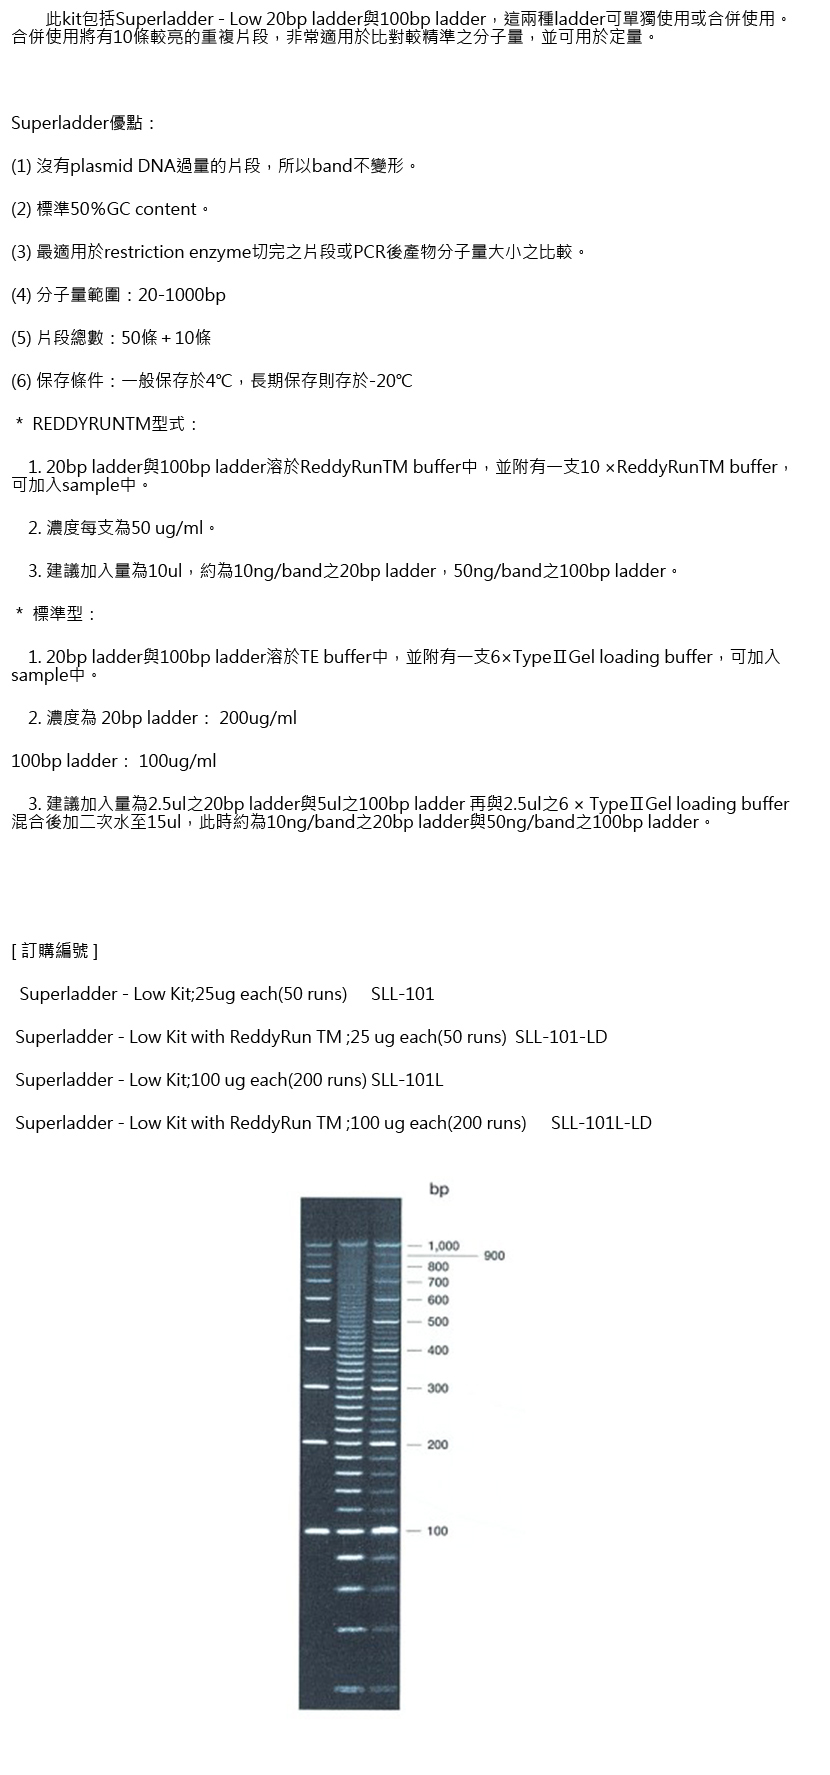 此kit包括Superladder - Low 20bp ladder與100bp ladder，這兩種ladder可單獨使用或合併使用。
合併使用將有10條較亮的重複片段，非常適用於比對較精準之分子量，並可用於定量。
Superladder優點：
(1) 沒有plasmid DNA過量的片段，所以band不變形。
(2) 標準50%GC content。
(3) 最適用於restriction enzyme切完之片段或PCR後產物分子量大小之比較。
(4) 分子量範圍：20-1000bp
(5) 片段總數：50條＋10條
(6) 保存條件：一般保存於4℃，長期保存則存於-20℃
* REDDYRUNTM型式：
1. 20bp ladder與100bp ladder溶於ReddyRunTM buffer中，並附有一支10 ×ReddyRunTM buffer，
可加入sample中。
2. 濃度每支為50 ug/ml。
3. 建議加入量為10ul，約為10ng/band之20bp ladder，50ng/band之100bp ladder。
* 標準型：
1. 20bp ladder與100bp ladder溶於TE buffer中，並附有一支6×TypeⅡGel loading buffer，可加入
sample中。
2. 濃度為 20bp ladder： 200ug/ml
100bp ladder： 100ug/ml
3. 建議加入量為2.5ul之20bp ladder與5ul之100bp ladder 再與2.5ul之6 × TypeⅡGel loading buffer
混合後加二次水至15ul，此時約為10ng/band之20bp ladder與50ng/band之100bp ladder。
[ 訂購編號 ]
Superladder - Low Kit;25ug each(50 runs) SLL-101
Superladder - Low Kit with ReddyRun TM ;25 ug each(50 runs) SLL-101-LD
Superladder - Low Kit;100 ug each(200 runs) SLL-101L
Superladder - Low Kit with ReddyRun TM ;100 ug each(200 runs) SLL-101L-LD
bp
1,000
900
800
700
600
500
400
300
200
100